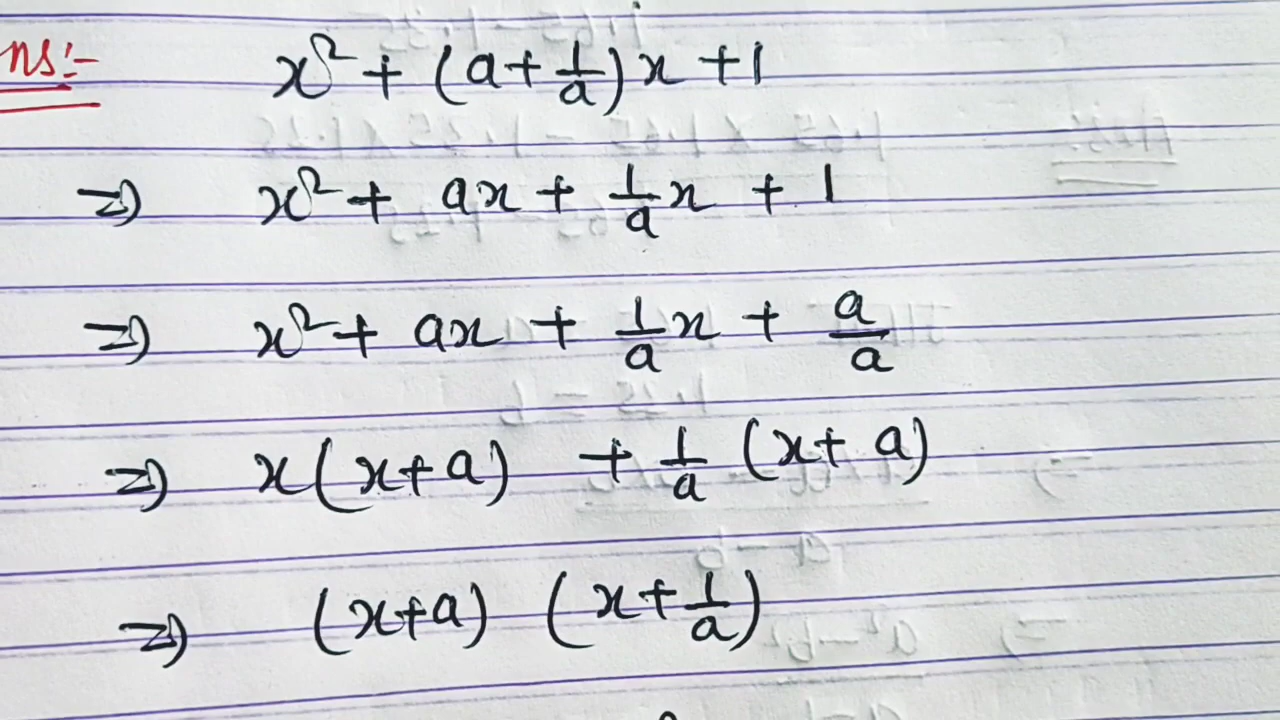 ns:-
x² + (a + 1/a)x + 1
⇒ x² + ax + 1/a x + 1
⇒ x² + ax + 1/a x + a/a
⇒ x(x+a) + 1/a (x+a)
⇒ (x+a) (x + 1/a)